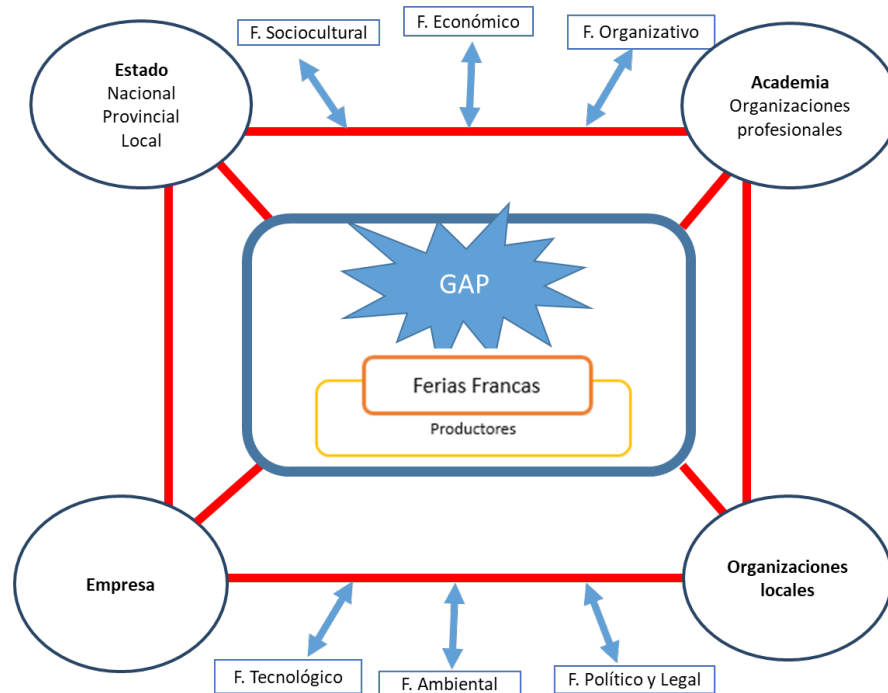 F. Sociocultural
F. Económico
F. Organizativo
Estado
Nacional
Provincial
Local
Academia
Organizaciones
profesionales
GAP
Ferias Francas
Productores
Empresa
Organizaciones
locales
F. Tecnológico
F. Ambiental
F. Político y Legal